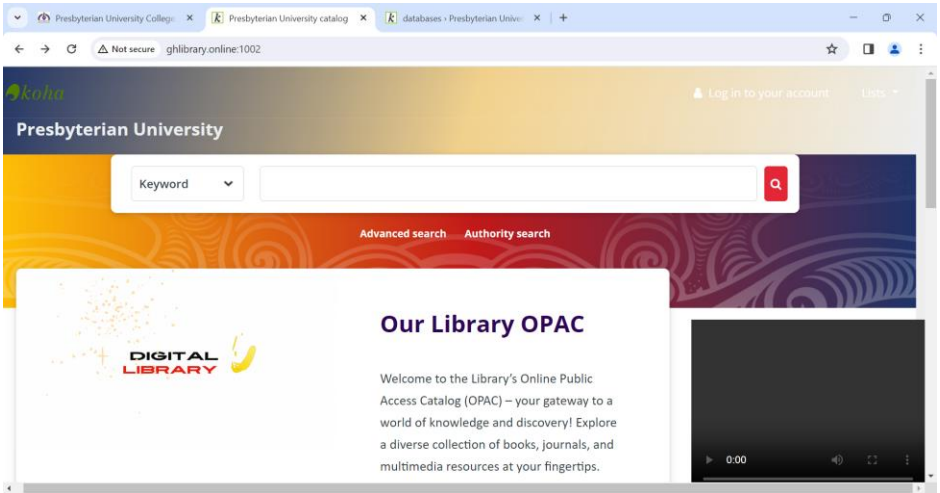 Presbyterian University College
Presbyterian University catalog
databases › Presbyterian Univer
Not secure
ghlibrary.online:1002
koha
Log in to your account
Lists
Presbyterian University
Keyword
Advanced search
Authority search
DIGITAL
LIBRARY
Our Library OPAC
Welcome to the Library's Online Public
Access Catalog (OPAC) – your gateway to a
world of knowledge and discovery! Explore
a diverse collection of books, journals, and
multimedia resources at your fingertips.
0:00